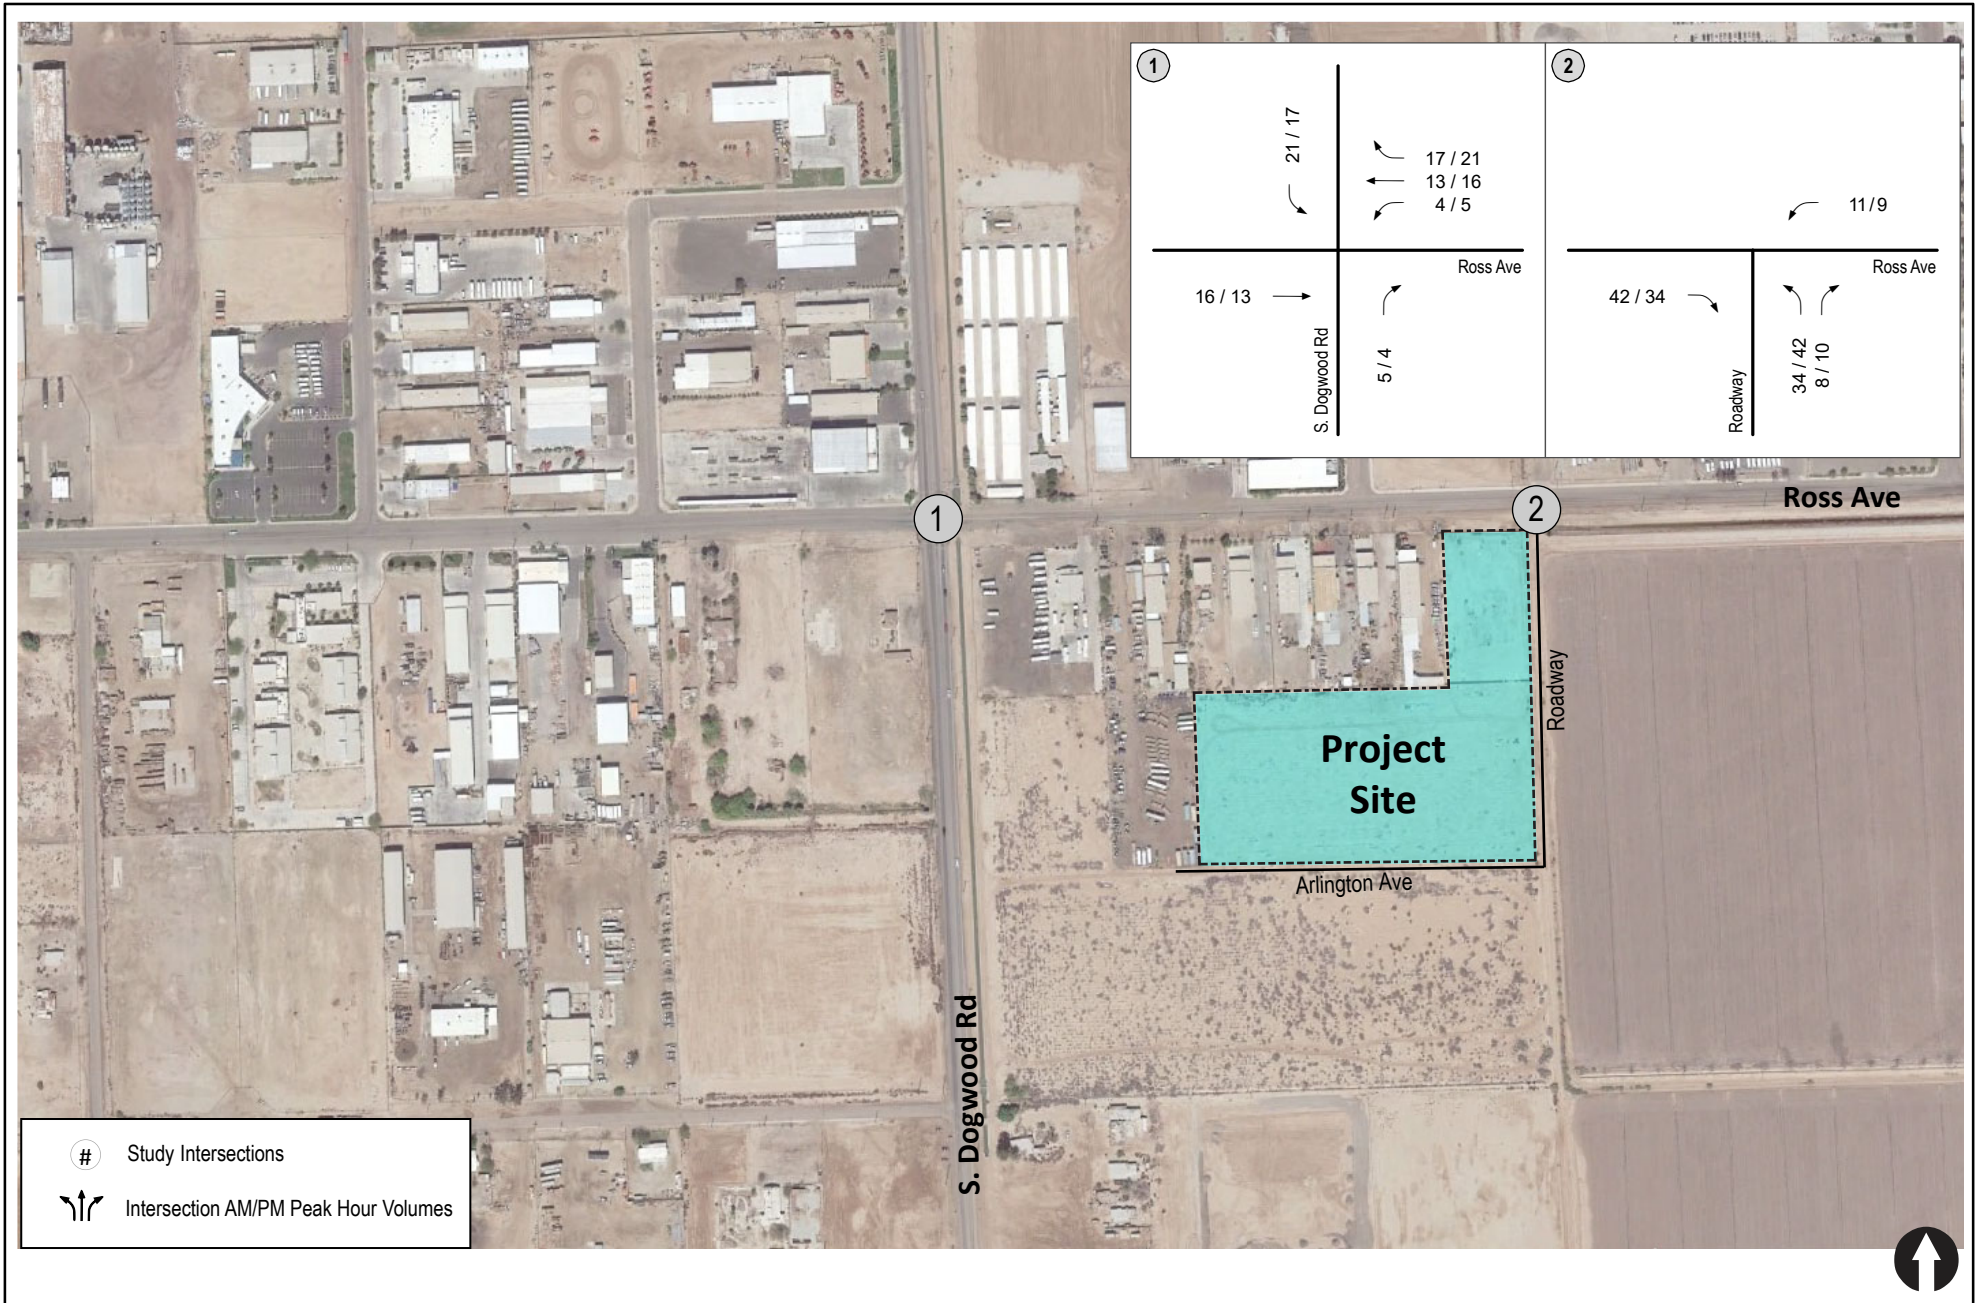 1
21 / 17
17 / 21
13 / 16
4 / 5
Ross Ave
16 / 13
S. Dogwood Rd
5 / 4
2
11 / 9
Ross Ave
42 / 34
Roadway
34 / 42
8 / 10
1
2
Ross Ave
Roadway
Project
Site
Arlington Ave
S. Dogwood Rd
# Study Intersections
Intersection AM/PM Peak Hour Volumes